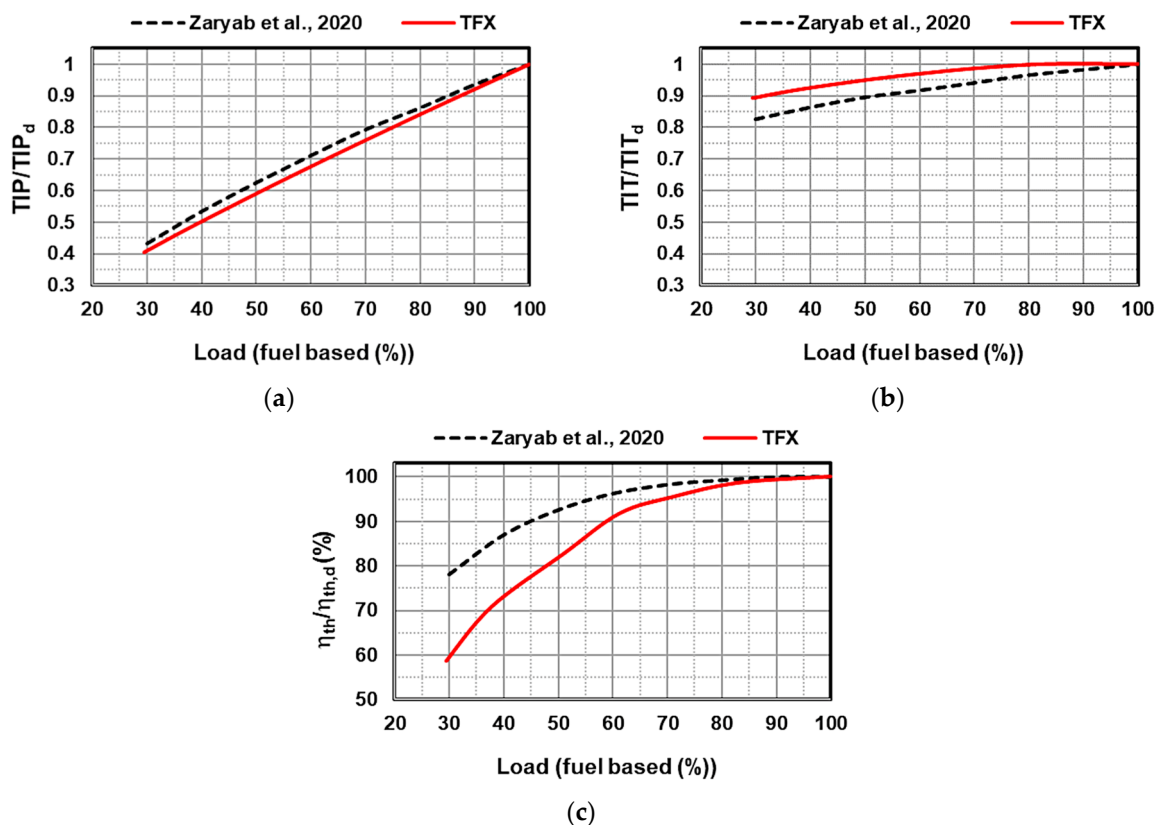 Zaryab et al., 2020 TFX
TIP/TIPd
1
0.9
0.8
0.7
0.6
0.5
0.4
0.3
20 30 40 50 60 70 80 90 100
Load (fuel based (%))
(a)
Zaryab et al., 2020 TFX
TIT/TITd
1
0.9
0.8
0.7
0.6
0.5
0.4
0.3
20 30 40 50 60 70 80 90 100
Load (fuel based (%))
(b)
Zaryab et al., 2020 TFX
ηth/ηth,d (%)
100
90
80
70
60
50
20 30 40 50 60 70 80 90 100
Load (fuel based (%))
(c)